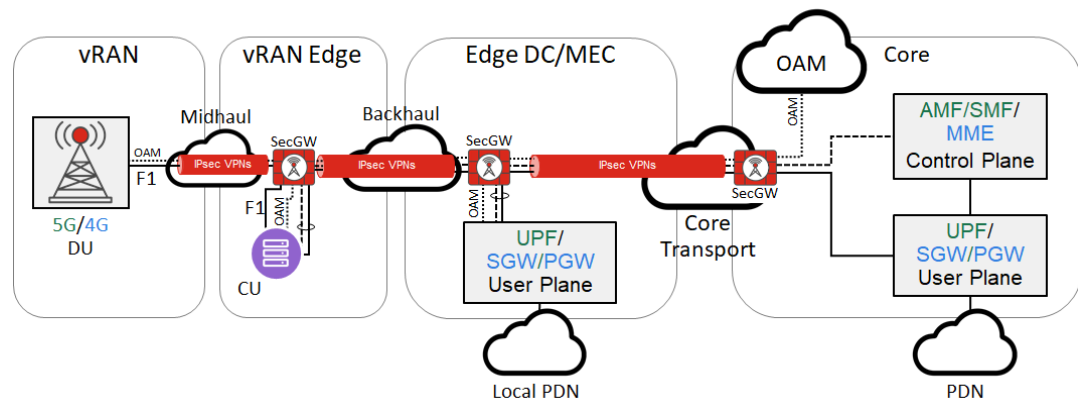 vRAN
vRAN Edge
Edge DC/MEC
OAM
Core
Midhaul
Backhaul
SecGW
SecGW
OAM
IPsec VPNs
IPsec VPNs
IPsec VPNs
OAM
AMF/SMF/
MME
Control Plane
F1
SecGW
5G/4G
DU
F1
OAM
OAM
CU
Core
Transport
UPF/
SGW/PGW
User Plane
UPF/
SGW/PGW
User Plane
Local PDN
PDN